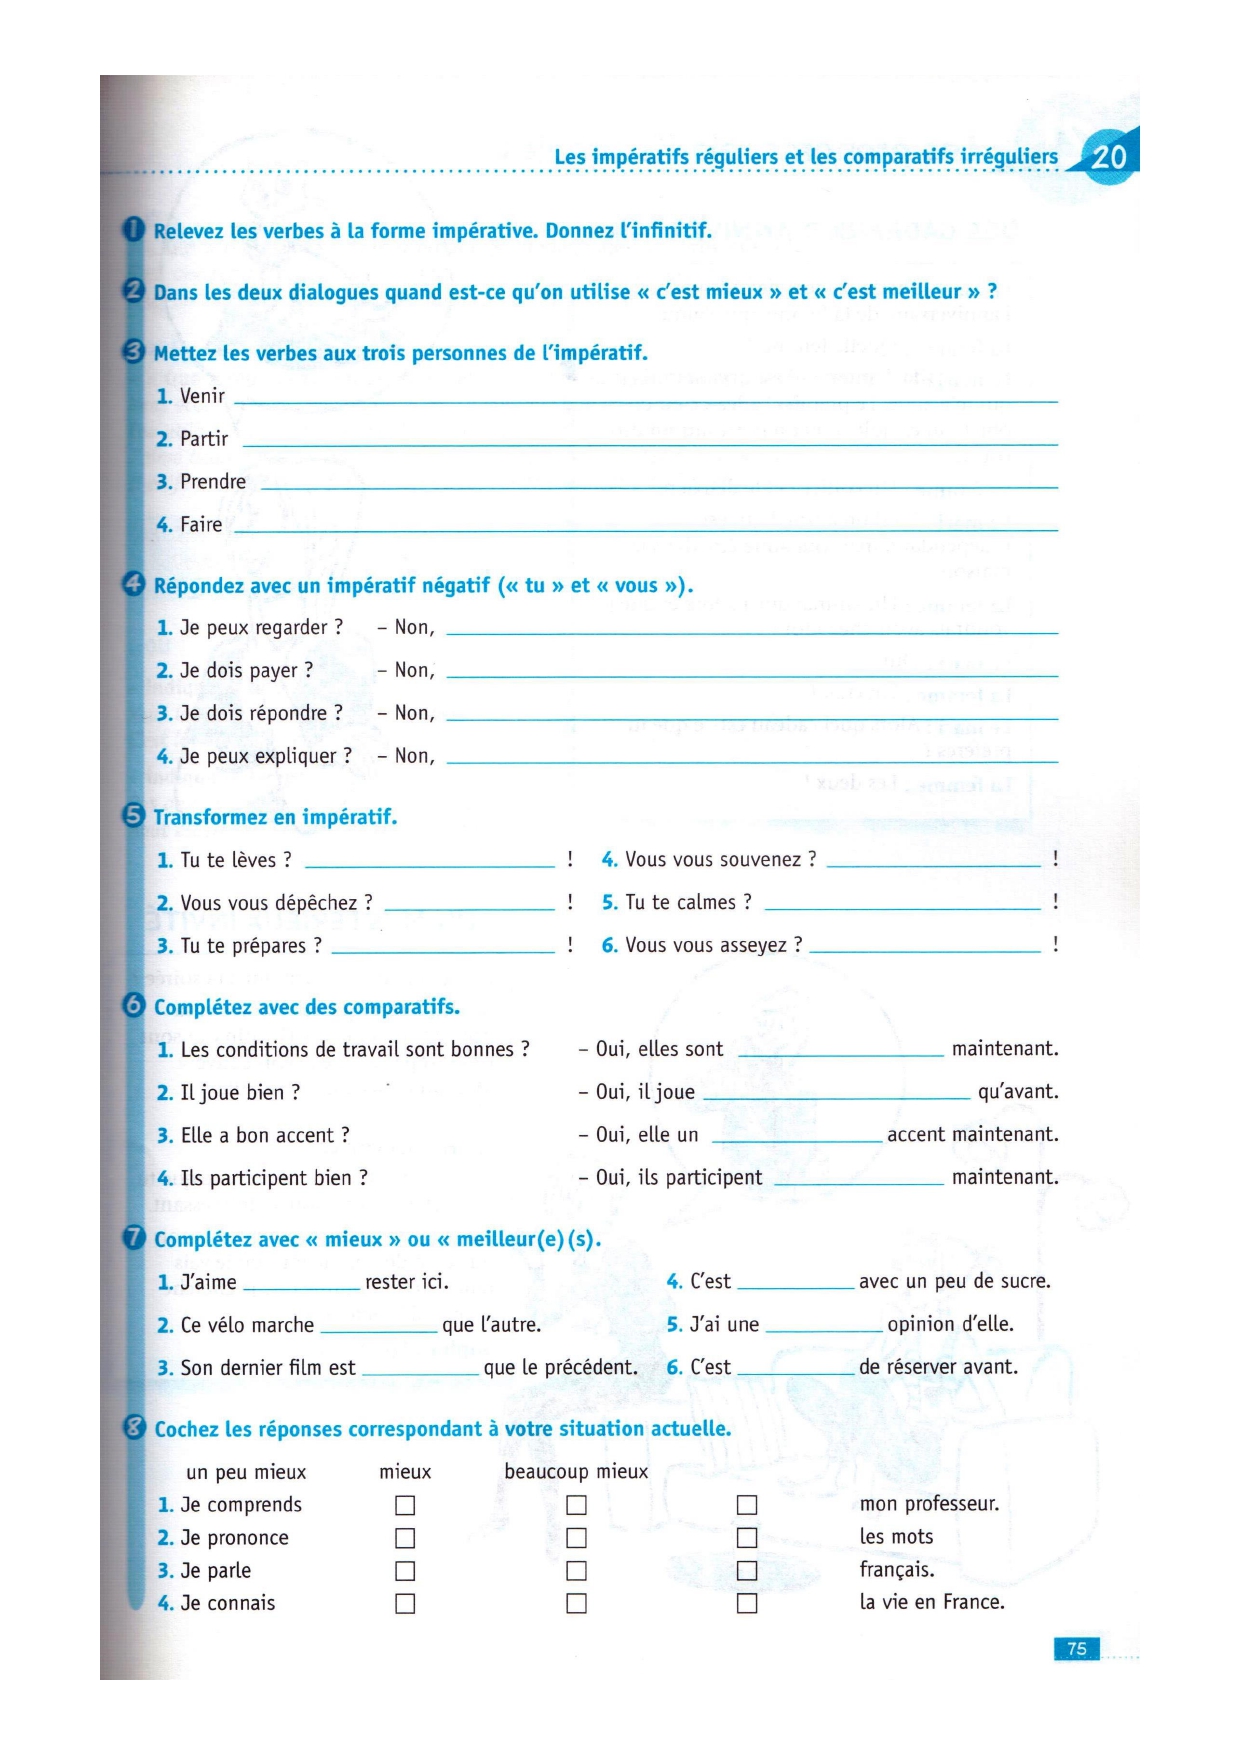 Les impératifs réguliers et les comparatifs irréguliers 20
1 Relevez les verbes à la forme impérative. Donnez l'infinitif.
2 Dans les deux dialogues quand est-ce qu'on utilise « c'est mieux » et « c'est meilleur » ?
3 Mettez les verbes aux trois personnes de l'impératif.
1. Venir
2. Partir
3. Prendre
4. Faire
4 Répondez avec un impératif négatif (« tu » et « vous »).
1. Je peux regarder ? – Non,
2. Je dois payer ? – Non,
3. Je dois répondre ? – Non,
4. Je peux expliquer ? – Non,
5 Transformez en impératif.
1. Tu te lèves ? ! 4. Vous vous souvenez ? !
2. Vous vous dépêchez ? ! 5. Tu te calmes ? !
3. Tu te prépares ? ! 6. Vous vous asseyez ? !
6 Complétez avec des comparatifs.
1. Les conditions de travail sont bonnes ? – Oui, elles sont maintenant.
2. Il joue bien ? – Oui, il joue qu'avant.
3. Elle a bon accent ? – Oui, elle un accent maintenant.
4. Ils participent bien ? – Oui, ils participent maintenant.
7 Complétez avec « mieux » ou « meilleur(e)(s).
1. J'aime rester ici. 4. C'est avec un peu de sucre.
2. Ce vélo marche que l'autre. 5. J'ai une opinion d'elle.
3. Son dernier film est que le précédent. 6. C'est de réserver avant.
8 Cochez les réponses correspondant à votre situation actuelle.
un peu mieux mieux beaucoup mieux
1. Je comprends mon professeur.
2. Je prononce les mots
3. Je parle français.
4. Je connais la vie en France.
75